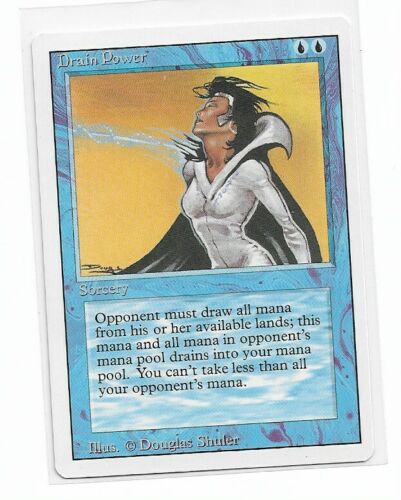 Drain Power
Sorcery
Opponent must draw all mana
from his or her available lands; this
mana and all mana in opponent's
mana pool drains into your mana
pool. You can't take less than all
your opponent's mana.
Illus. © Douglas Shuler